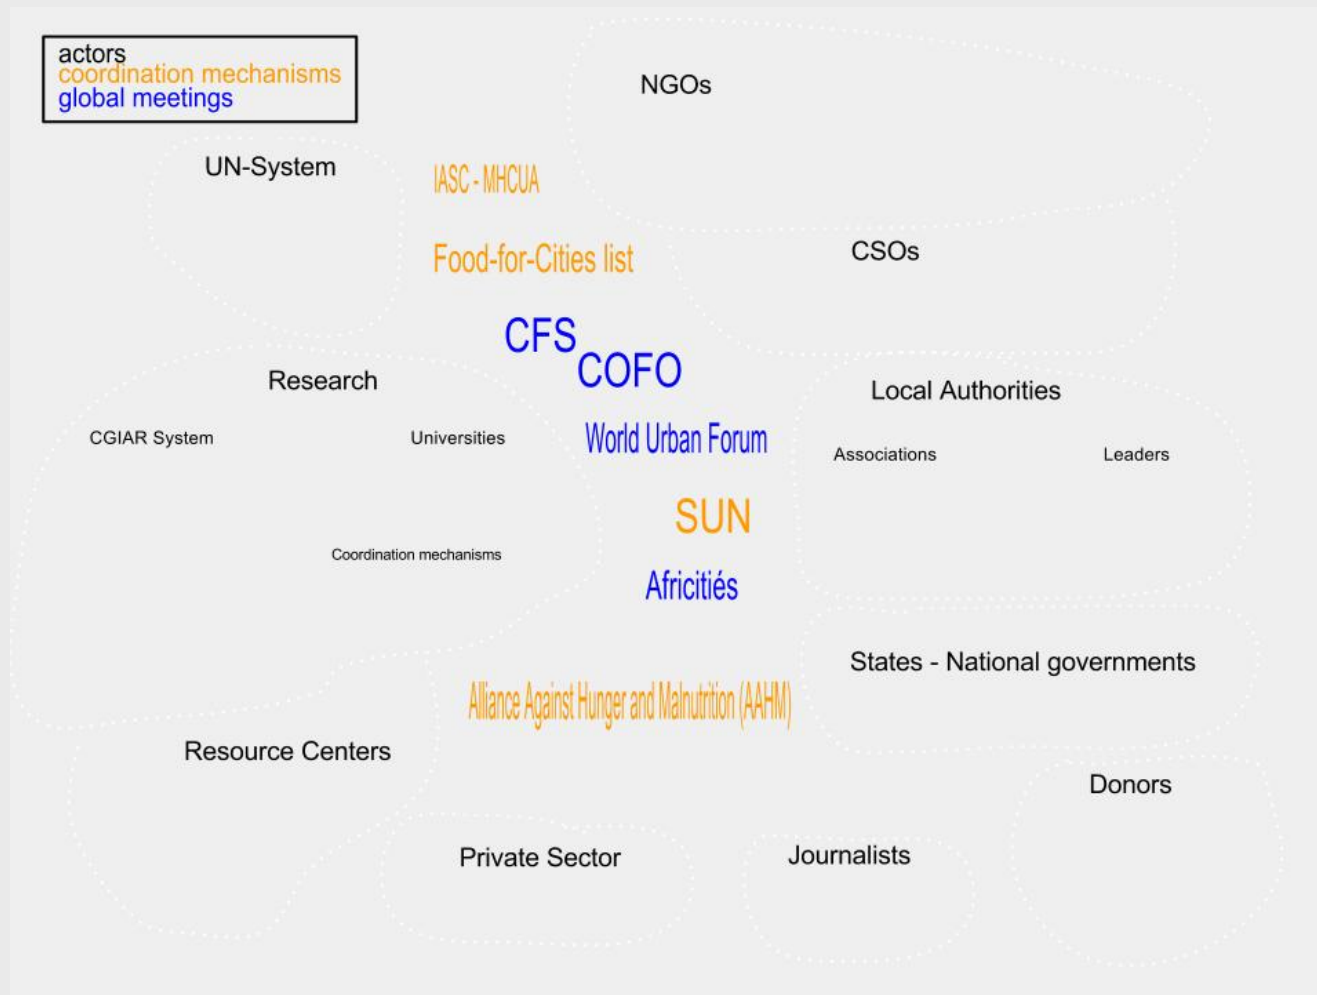 actors
coordination mechanisms
global meetings
NGOs
UN-System
IASC - MHCUA
CSOs
Food-for-Cities list
CFS
COFO
Research
Local Authorities
CGIAR System
Universities
World Urban Forum
Associations
Leaders
SUN
Coordination mechanisms
Africitiés
States - National governments
Alliance Against Hunger and Malnutrition (AAHM)
Resource Centers
Donors
Private Sector
Journalists